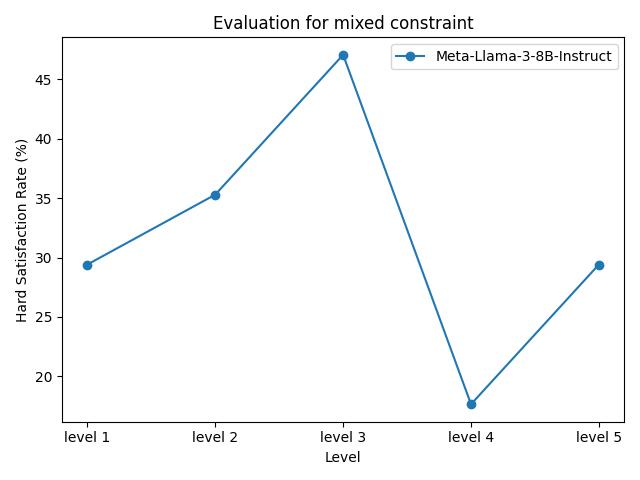 Evaluation for mixed constraint
Meta-Llama-3-8B-Instruct
Hard Satisfaction Rate (%)
45
40
35
30
25
20
level 1
level 2
level 3
level 4
level 5
Level